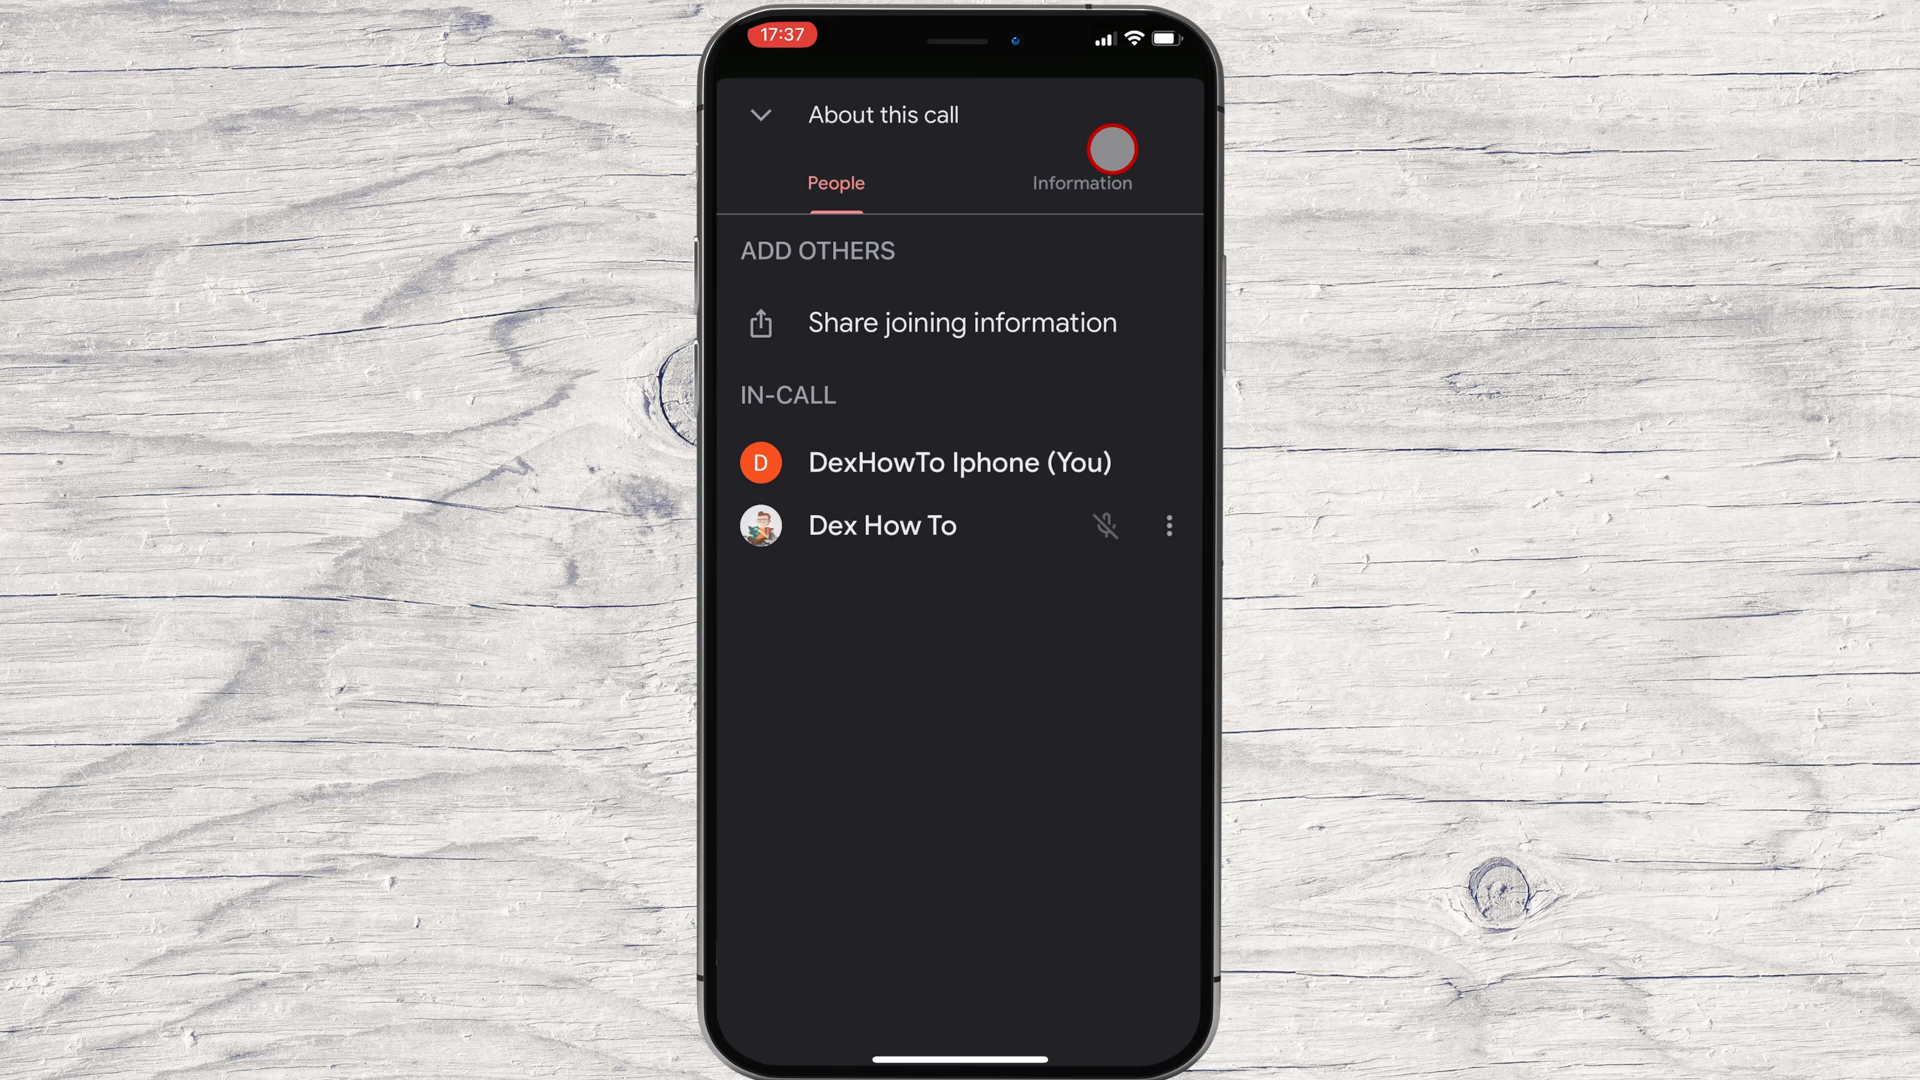 17:37
About this call
People
Information
ADD OTHERS
Share joining information
IN-CALL
D
DexHowTo Iphone (You)
Dex How To